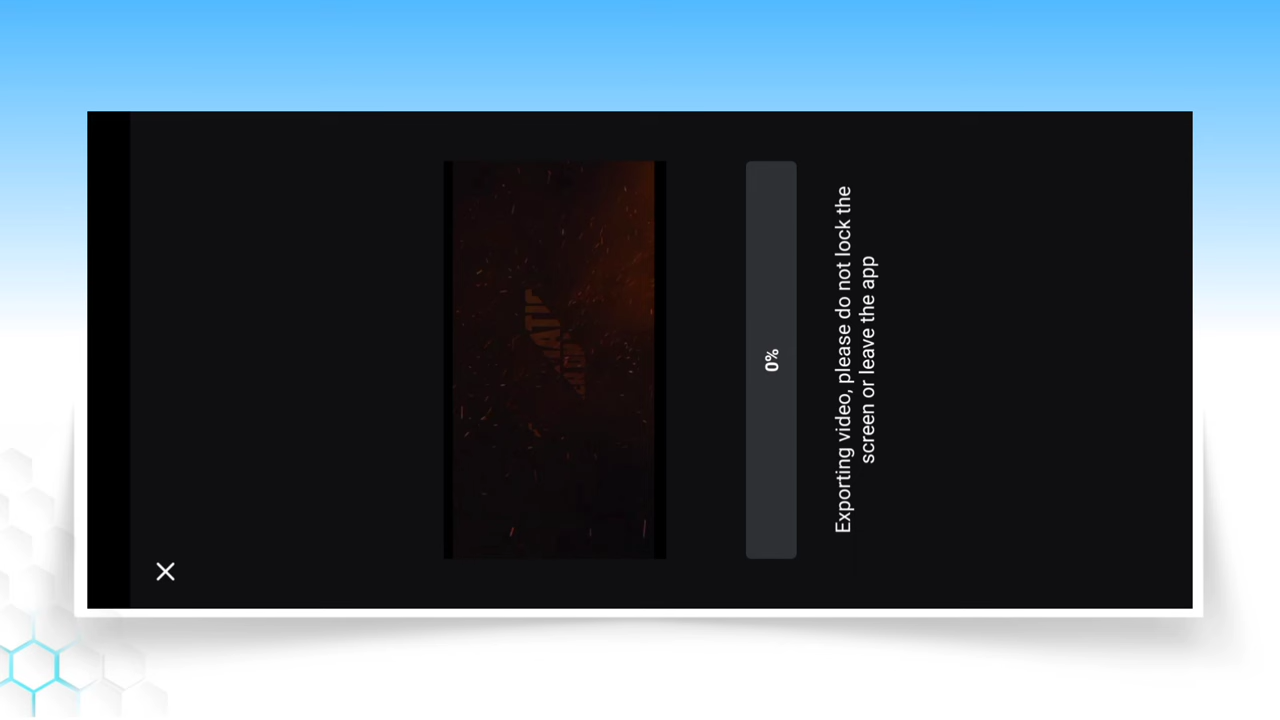 0%
Exporting video, please do not lock the
screen or leave the app